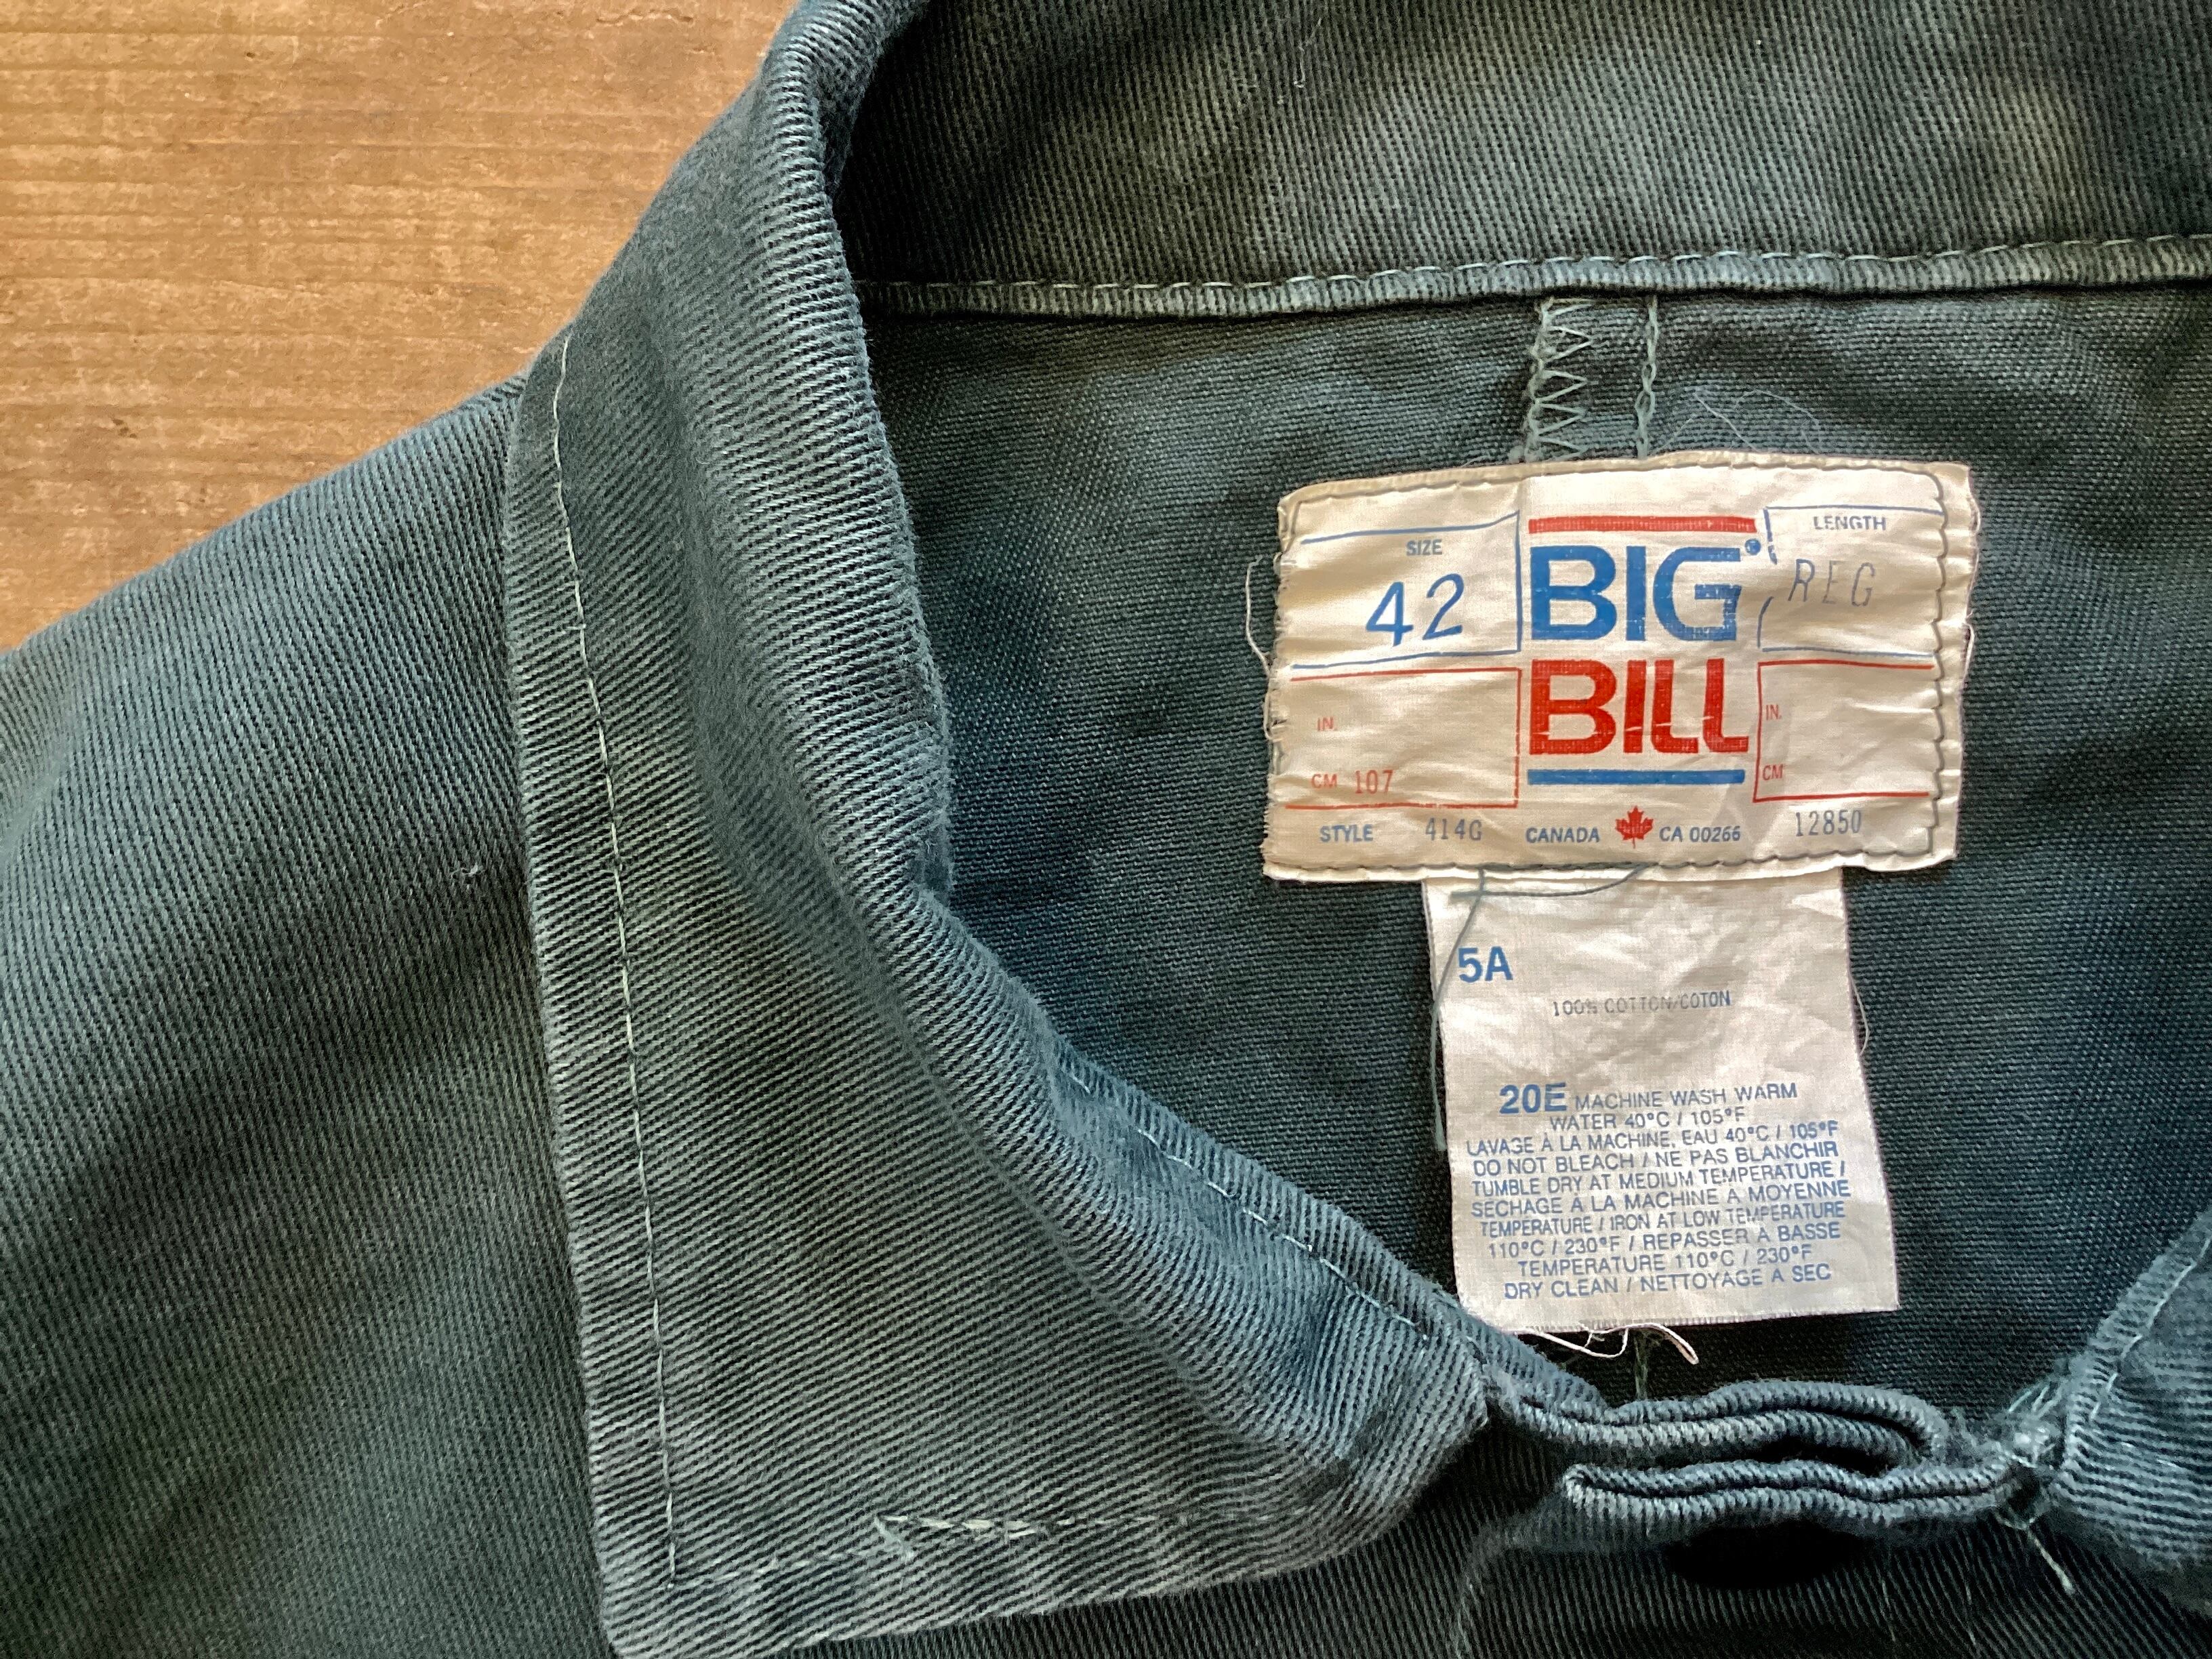 SIZE
42
BIG
BILL
LENGTH
REG
IN.
CM 107
IN.
CM
STYLE 414G CANADA CA 00266 12850
5A
100% COTTON/COTON
20E MACHINE WASH WARM
WATER 40°C / 105°F
LAVAGE À LA MACHINE, EAU 40°C / 105°F
DO NOT BLEACH / NE PAS BLANCHIR
TUMBLE DRY AT MEDIUM TEMPERATURE /
SÉCHAGE À LA MACHINE A MOYENNE
TEMPERATURE / IRON AT LOW TEMPERATURE
110°C / 230°F / REPASSER À BASSE
TEMPERATURE 110°C / 230°F
DRY CLEAN / NETTOYAGE A SEC